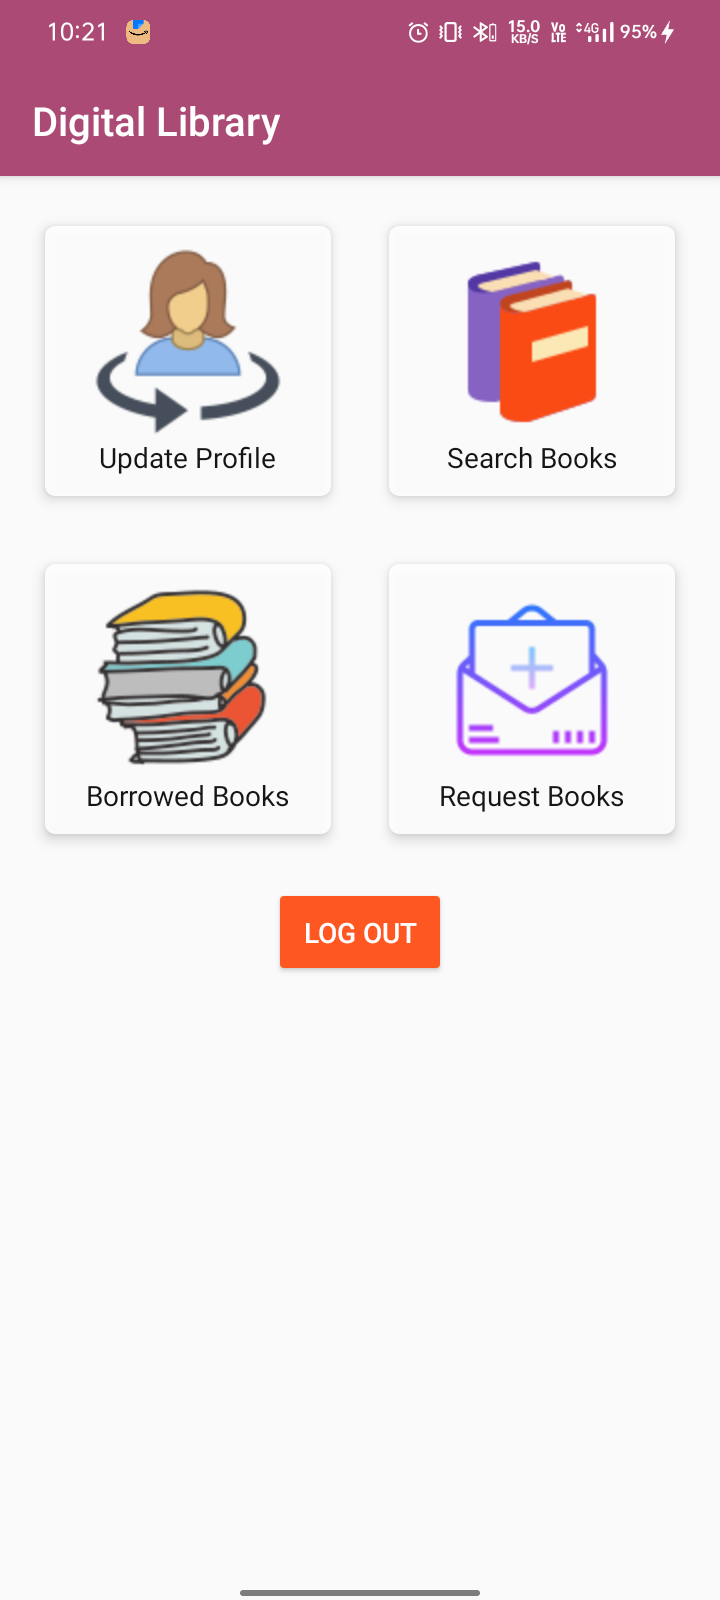 10:21 15.0 KB/S Vo LTE 4G 95%
Digital Library
Update Profile
Search Books
Borrowed Books
Request Books
LOG OUT